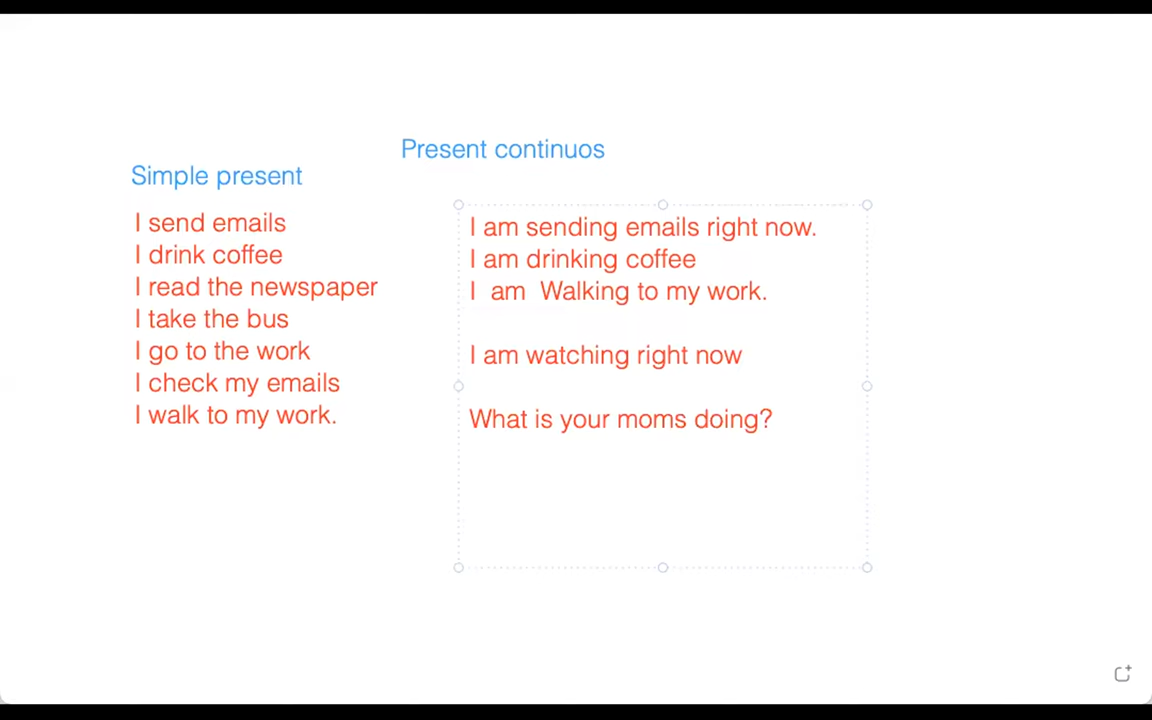 Present continuos
Simple present
I send emails
I drink coffee
I read the newspaper
I take the bus
I go to the work
I check my emails
I walk to my work.
I am sending emails right now.
I am drinking coffee
I  am  Walking to my work.
I am watching right now
What is your moms doing?